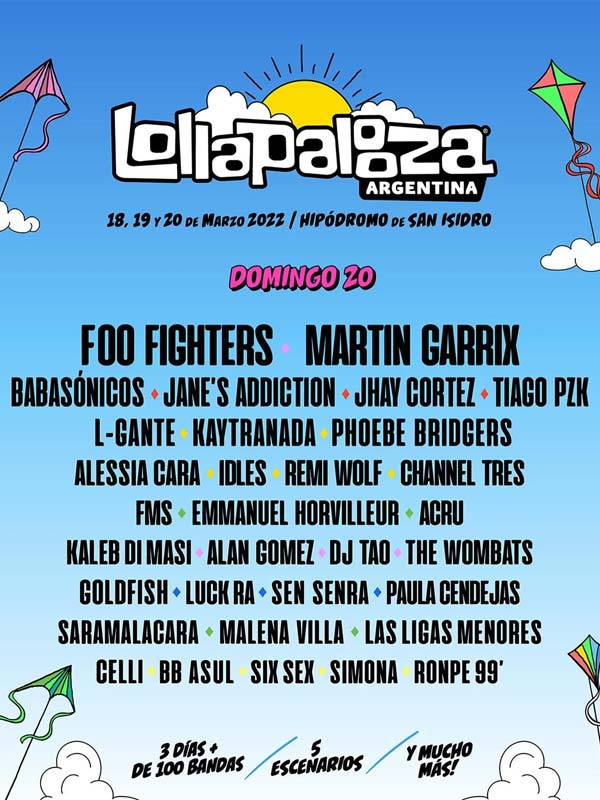 Lollapalooza®
ARGENTINA
18, 19 Y 20 DE MARZO 2022 / HIPÓDROMO DE SAN ISIDRO
DOMINGO 20
FOO FIGHTERS • MARTIN GARRIX
BABASÓNICOS • JANE'S ADDICTION • JHAY CORTEZ • TIAGO PZK
L-GANTE • KAYTRANADA • PHOEBE BRIDGERS
ALESSIA CARA • IDLES • REMI WOLF • CHANNEL TRES
FMS • EMMANUEL HORVILLEUR • ACRU
KALEB DI MASI • ALAN GOMEZ • DJ TAO • THE WOMBATS
GOLDFISH • LUCK RA • SEN SENRA • PAULA CENDEJAS
SARAMALACARA • MALENA VILLA • LAS LIGAS MENORES
CELLI • BB ASUL • SIX SEX • SIMONA • RONPE 99'
3 DÍAS +
DE 100 BANDAS
5
ESCENARIOS
Y MUCHO
MÁS!